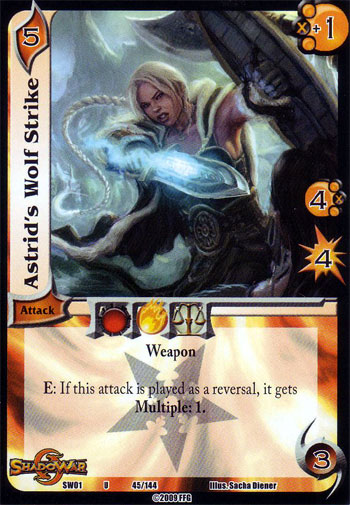 5
+1
X
Astrid's Wolf Strike
4
X
4
Attack
Weapon
E: If this attack is played as a reversal, it gets
Multiple: 1.
ShadoWar
3
SW01 U 45/144 Illus. Sacha Diener
©2009 FFG